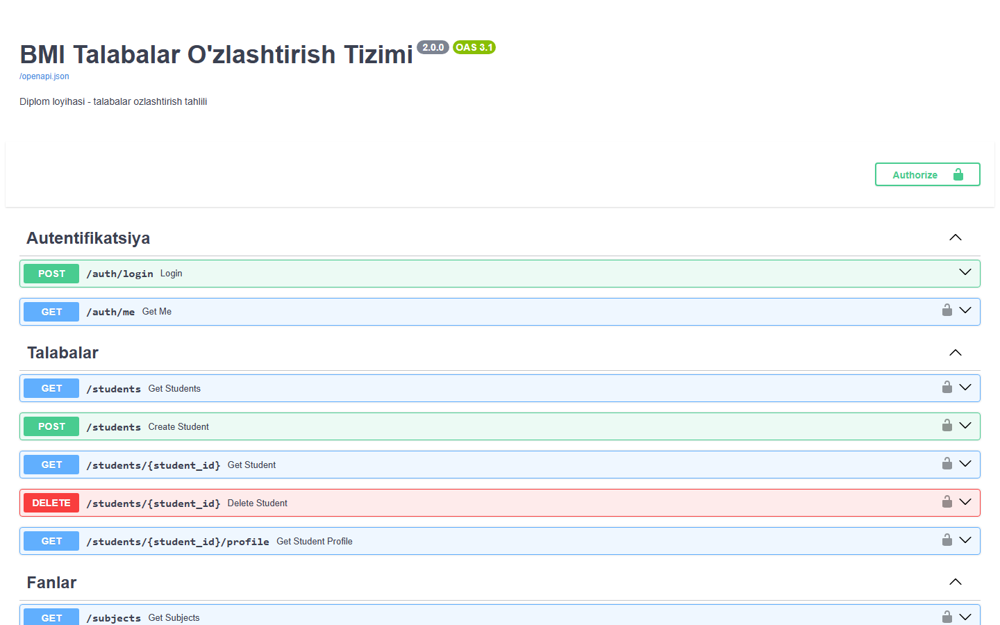 BMI Talabalar O'zlashtirish Tizimi 2.0.0 OAS 3.1
/openapi.json
Diplom loyihasi - talabalar ozlashtirish tahlili
Authorize
Autentifikatsiya
POST /auth/login Login
GET /auth/me Get Me
Talabalar
GET /students Get Students
POST /students Create Student
GET /students/{student_id} Get Student
DELETE /students/{student_id} Delete Student
GET /students/{student_id}/profile Get Student Profile
Fanlar
GET /subjects Get Subjects